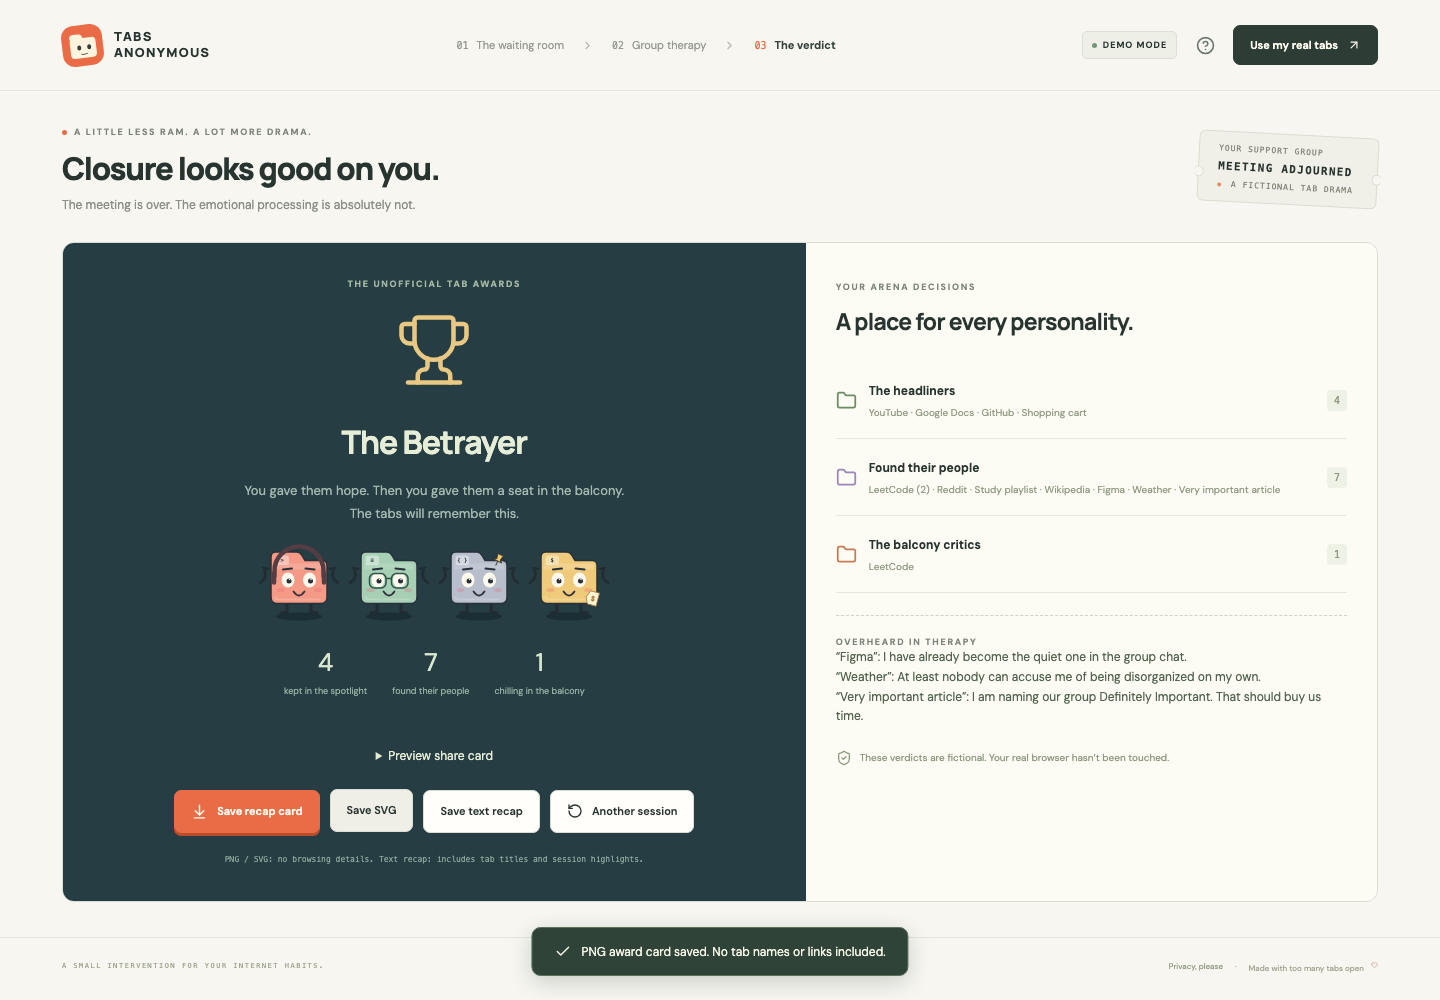 TABS
ANONYMOUS
01 The waiting room
02 Group therapy
03 The verdict
DEMO MODE
Use my real tabs
A LITTLE LESS RAM. A LOT MORE DRAMA.
Closure looks good on you.
The meeting is over. The emotional processing is absolutely not.
YOUR SUPPORT GROUP
MEETING ADJOURNED
A FICTIONAL TAB DRAMA
THE UNOFFICIAL TAB AWARDS
The Betrayer
You gave them hope. Then you gave them a seat in the balcony.
The tabs will remember this.
{ }
$
$
4
kept in the spotlight
7
found their people
1
chilling in the balcony
Preview share card
Save recap card
Save SVG
Save text recap
Another session
PNG / SVG: no browsing details. Text recap: includes tab titles and session highlights.
YOUR ARENA DECISIONS
A place for every personality.
The headliners
4
YouTube · Google Docs · GitHub · Shopping cart
Found their people
7
LeetCode (2) · Reddit · Study playlist · Wikipedia · Figma · Weather · Very important article
The balcony critics
1
LeetCode
OVERHEARD IN THERAPY
“Figma”: I have already become the quiet one in the group chat.
“Weather”: At least nobody can accuse me of being disorganized on my own.
“Very important article”: I am naming our group Definitely Important. That should buy us
time.
These verdicts are fictional. Your real browser hasn’t been touched.
PNG award card saved. No tab names or links included.
A SMALL INTERVENTION FOR YOUR INTERNET HABITS.
Privacy, please · Made with too many tabs open